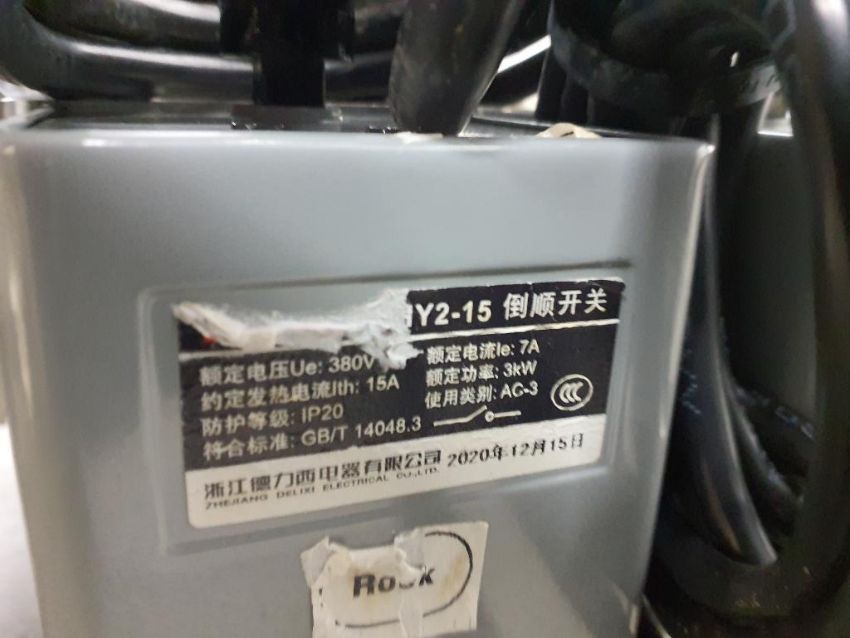 HY2-15 倒顺开关
额定电压Ue: 380V
额定电流Ie: 7A
约定发热电流Ith: 15A
额定功率: 3kW
防护等级: IP20
使用类别: AC-3
符合标准: GB/T 14048.3
CCC
浙江德力西电器有限公司 2020年12月15日
ZHEJIANG DELIXI ELECTRICAL CO.,LTD.